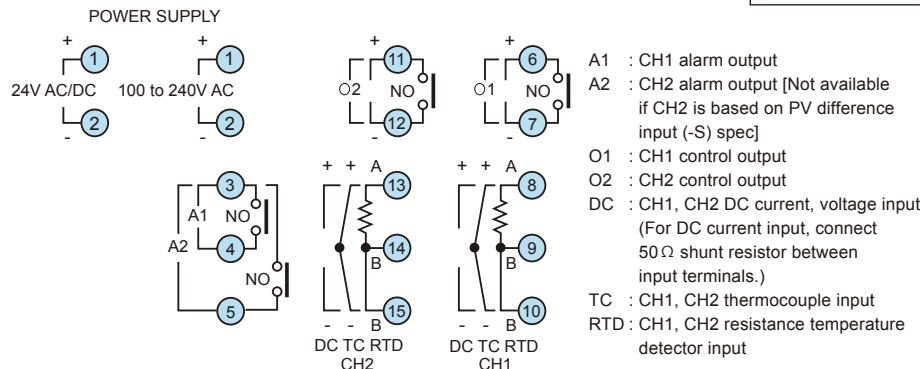 POWER SUPPLY
+ + + +
1 1 11 6
24V AC/DC 100 to 240V AC O2 NO O1 NO
2 2 12 7
- - - -
+ + A + + A
3 13 8
A1 NO
A2 4 14 9
B B
NO
5 15 10
- - B - - B
DC TC RTD DC TC RTD
CH2 CH1
A1 : CH1 alarm output
A2 : CH2 alarm output [Not available
if CH2 is based on PV difference
input (-S) spec]
O1 : CH1 control output
O2 : CH2 control output
DC : CH1, CH2 DC current, voltage input
(For DC current input, connect
50Ω shunt resistor between
input terminals.)
TC : CH1, CH2 thermocouple input
RTD : CH1, CH2 resistance temperature
detector input